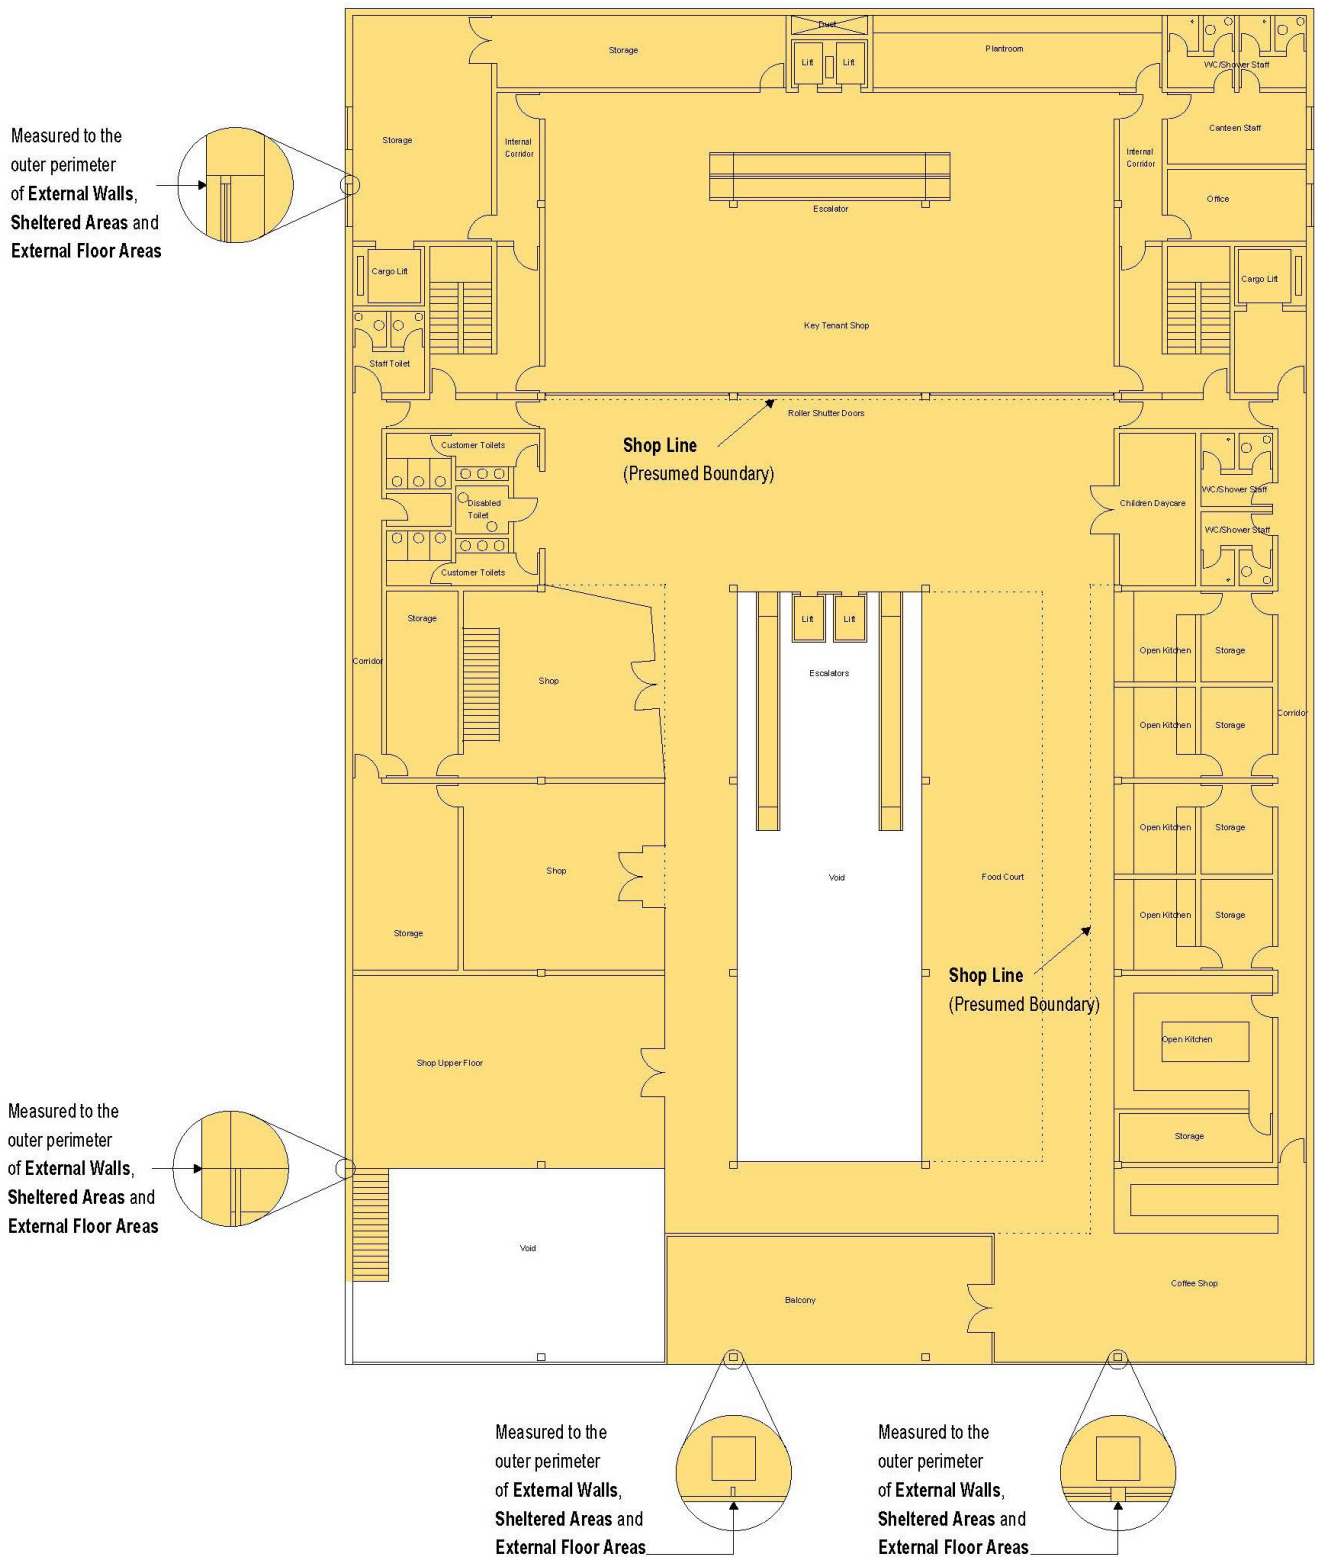 Duct
Storage
Lift
Lift
Plantroom
WC/Shower Staff
Measured to the
outer perimeter
of External Walls,
Sheltered Areas and
External Floor Areas
Storage
Internal
Corridor
Internal
Corridor
Canteen Staff
Escalator
Office
Cargo Lift
Cargo Lift
Key Tenant Shop
Staff Toilet
Roller Shutter Doors
Shop Line
(Presumed Boundary)
Customer Toilets
Disabled
Toilet
Customer Toilets
Children Daycare
WC/Shower Staff
WC/Shower Staff
Storage
Corridor
Shop
Lift
Lift
Escalators
Open Kitchen
Storage
Open Kitchen
Storage
Corridor
Open Kitchen
Storage
Open Kitchen
Storage
Shop
Storage
Void
Food Court
Shop Line
(Presumed Boundary)
Shop Upper Floor
Open Kitchen
Storage
Measured to the
outer perimeter
of External Walls,
Sheltered Areas and
External Floor Areas
Void
Balcony
Coffee Shop
Measured to the
outer perimeter
of External Walls,
Sheltered Areas and
External Floor Areas
Measured to the
outer perimeter
of External Walls,
Sheltered Areas and
External Floor Areas